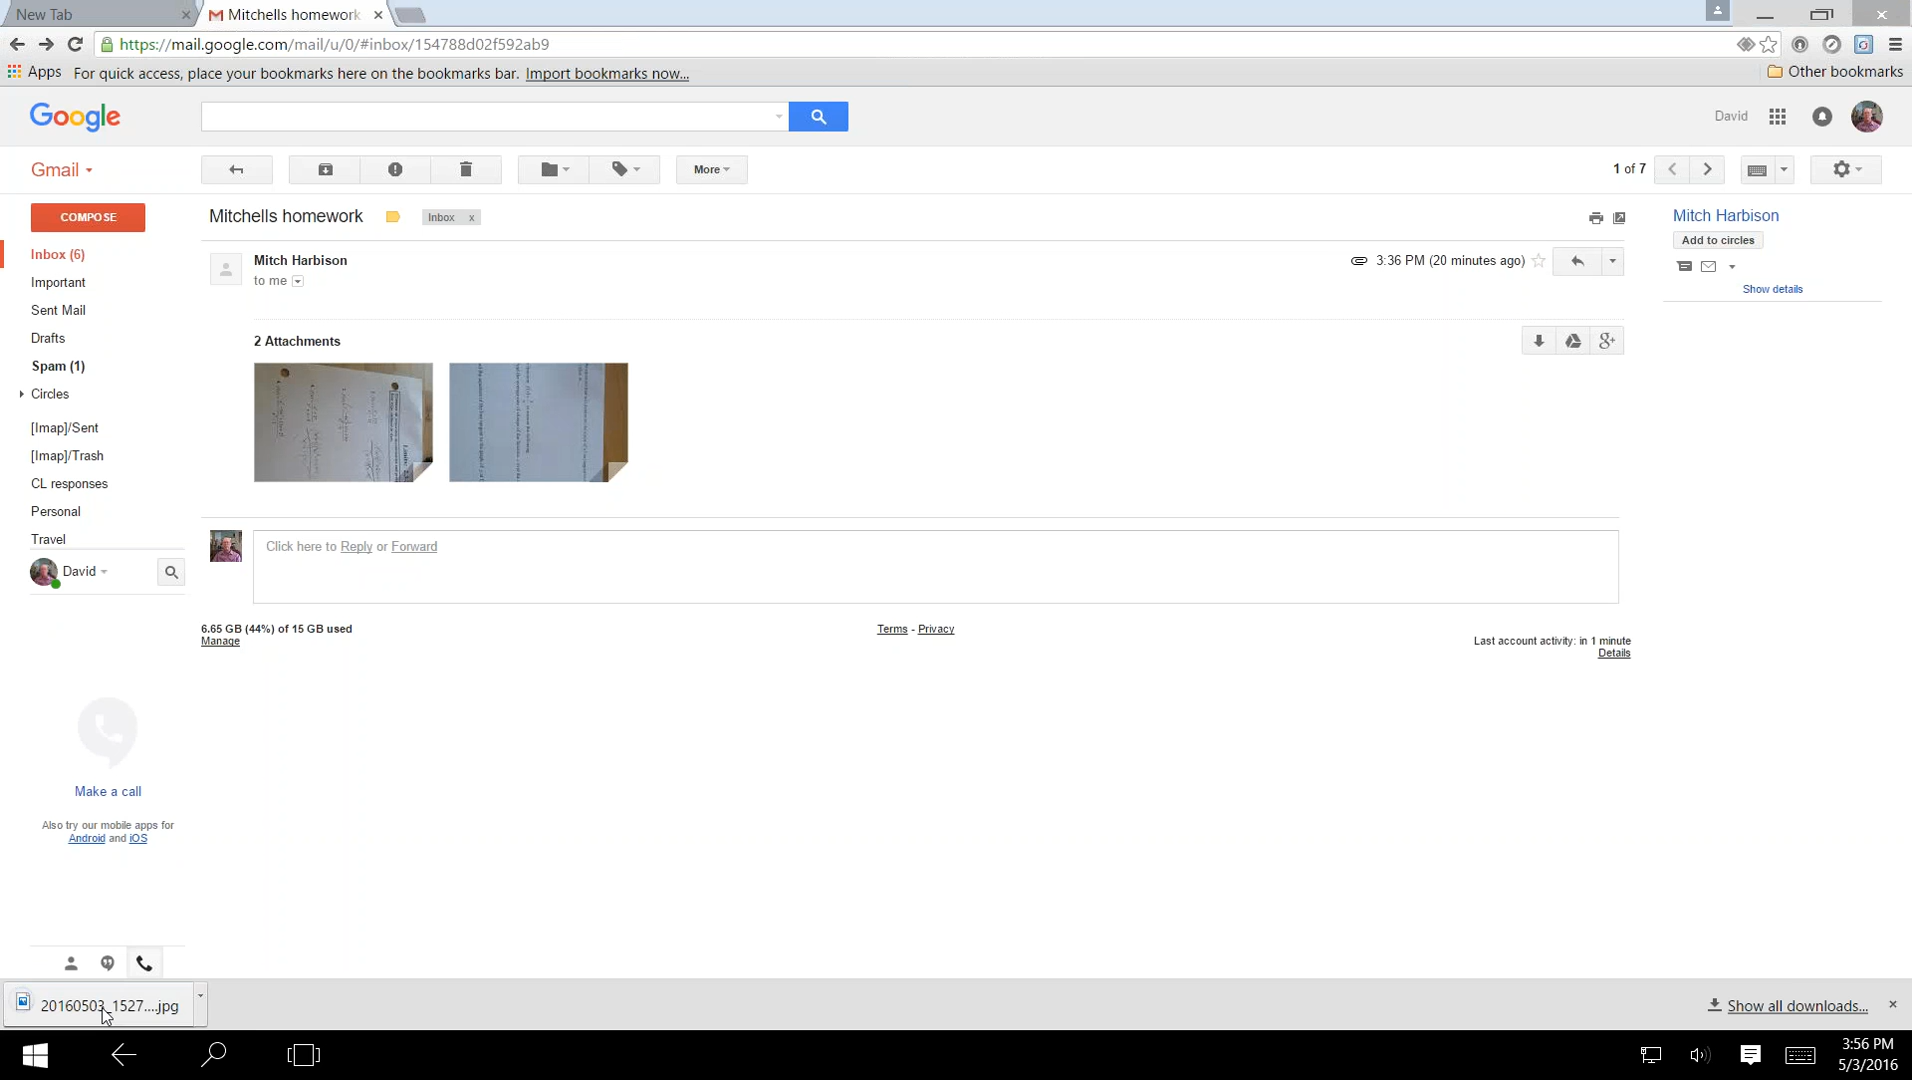 New Tab
Mitchells homework
https://mail.google.com/mail/u/0/#inbox/154788d02f592ab9
Apps For quick access, place your bookmarks here on the bookmarks bar. Import bookmarks now... Other bookmarks
Google
David
Gmail
More
1 of 7
COMPOSE
Mitchells homework Inbox x
Mitch Harbison
Add to circles
Show details
Inbox (6)
Important
Sent Mail
Drafts
Spam (1)
Circles
[Imap]/Sent
[Imap]/Trash
CL responses
Personal
Travel
David
Mitch Harbison
3:36 PM (20 minutes ago)
to me
2 Attachments
Click here to Reply or Forward
6.65 GB (44%) of 15 GB used
Manage
Terms - Privacy
Last account activity: in 1 minute
Details
Make a call
Also try our mobile apps for
Android and iOS
20160503_1527....jpg
Show all downloads...
3:56 PM
5/3/2016